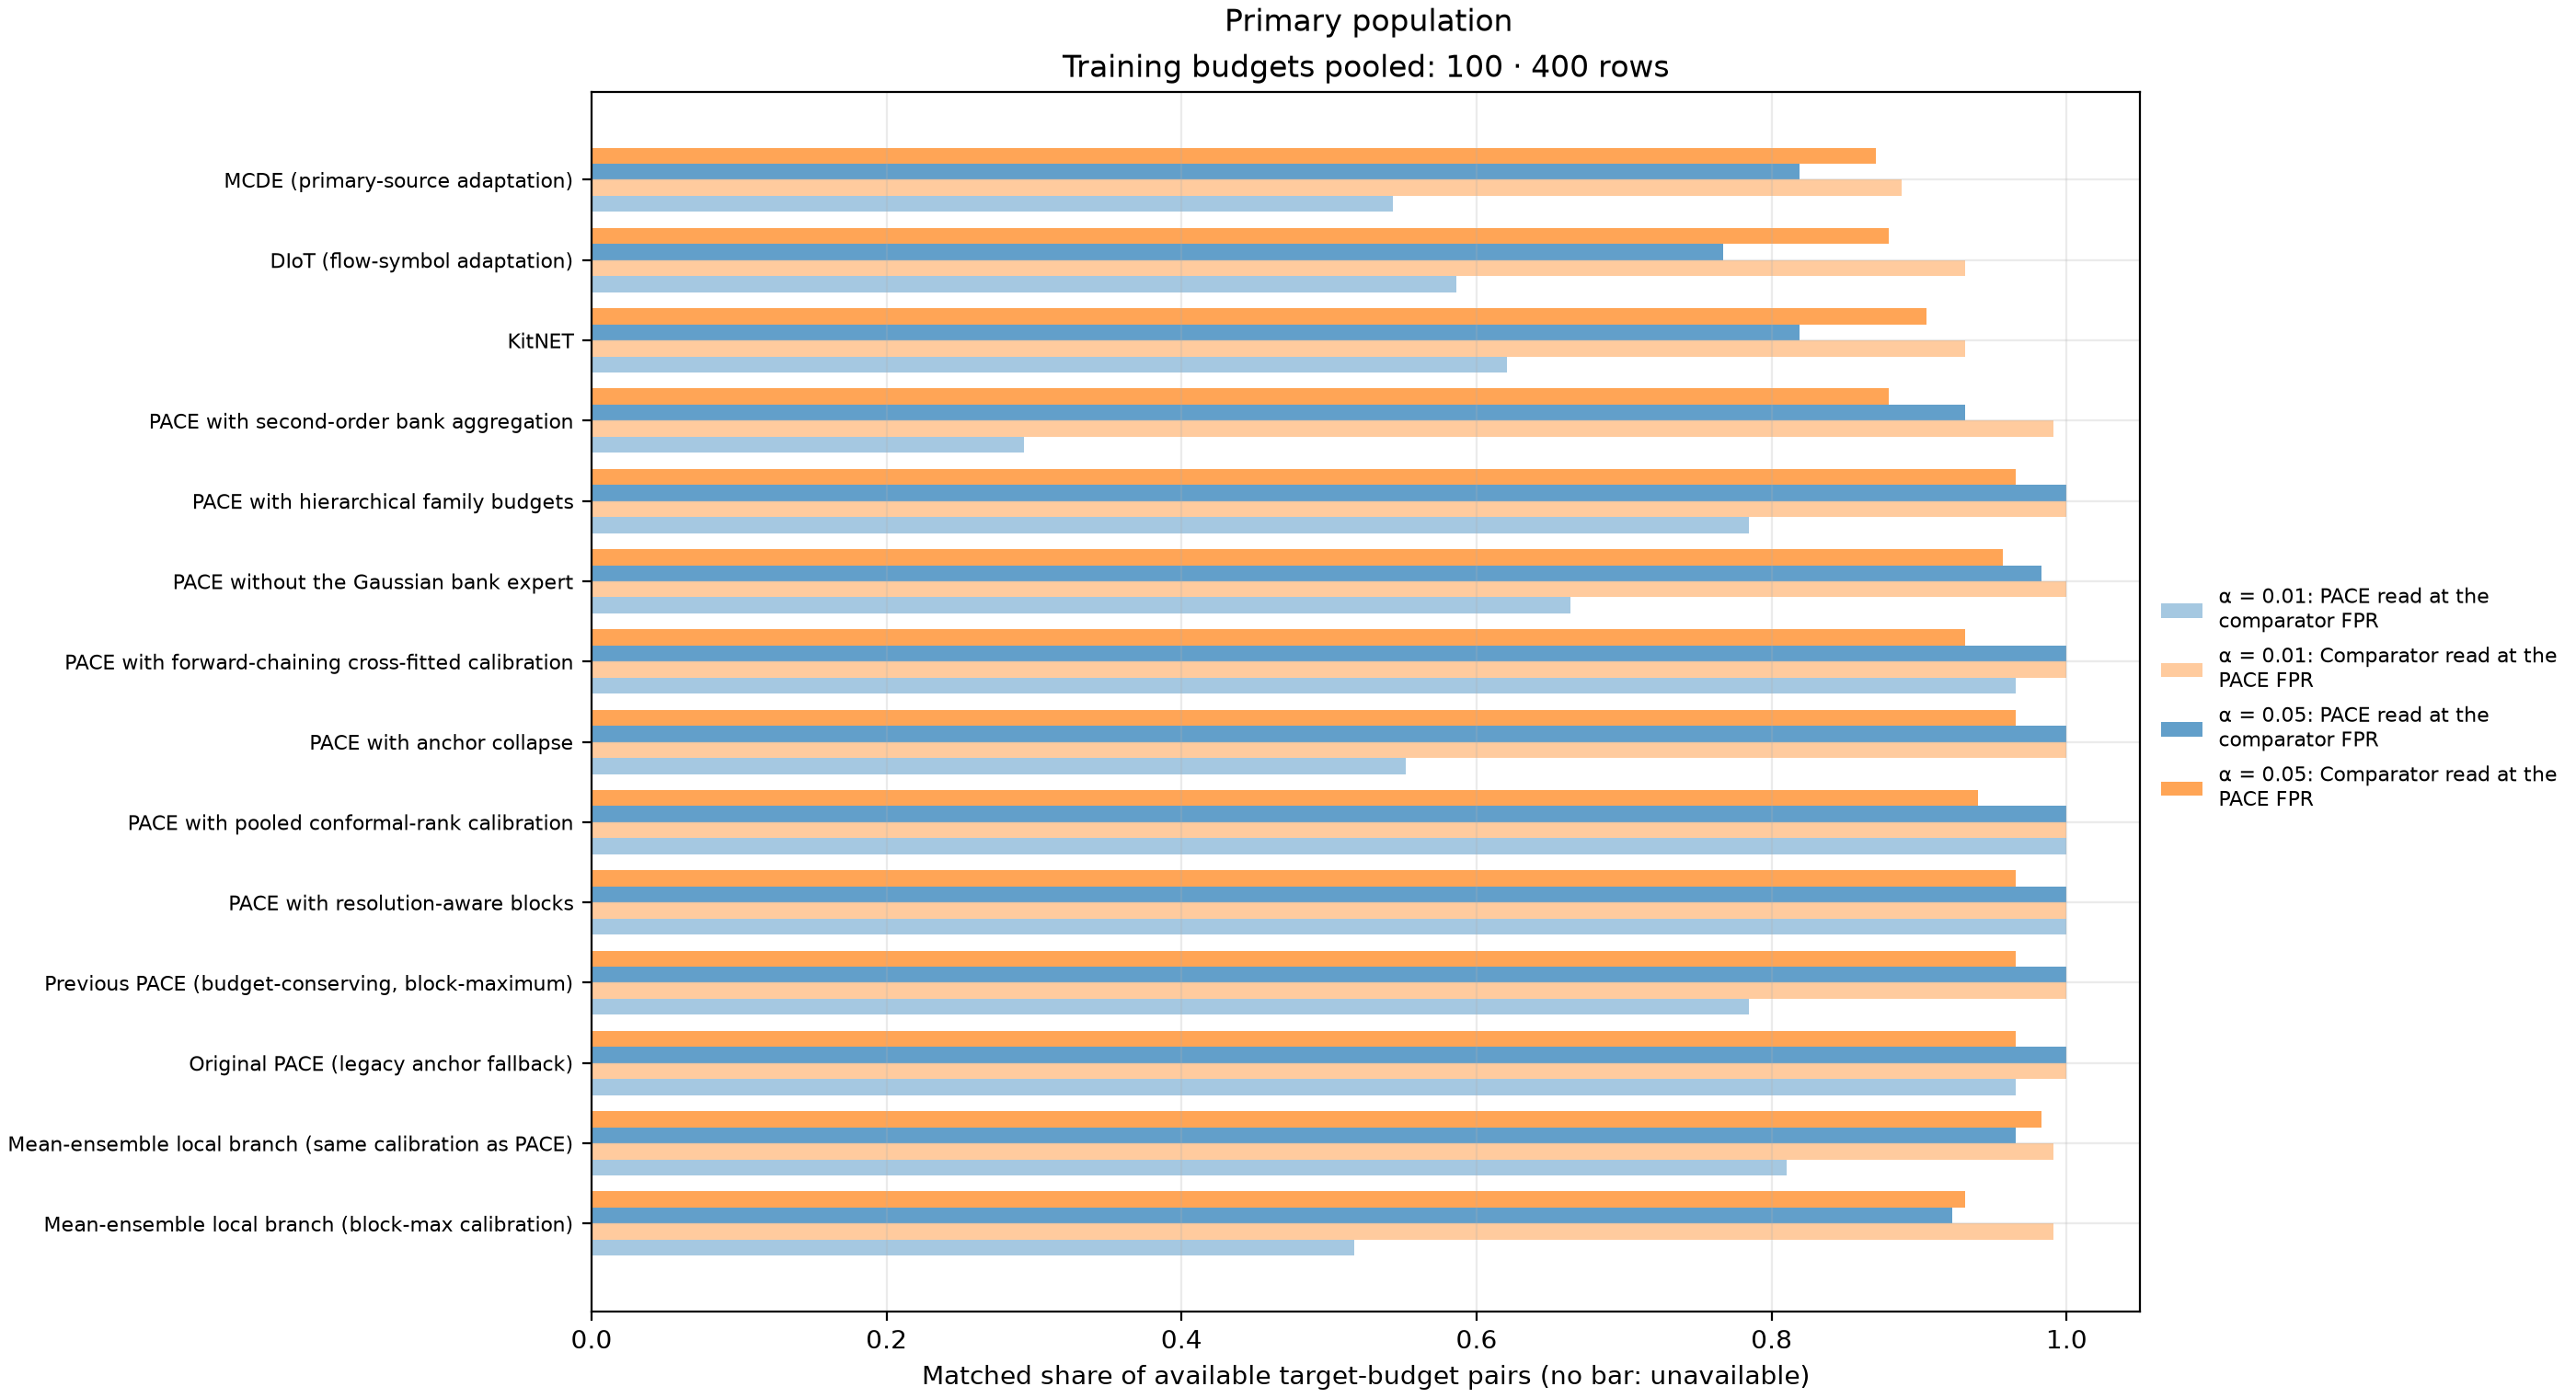 Primary population
Training budgets pooled: 100 · 400 rows
MCDE (primary-source adaptation)
DIoT (flow-symbol adaptation)
KitNET
PACE with second-order bank aggregation
PACE with hierarchical family budgets
PACE without the Gaussian bank expert
PACE with forward-chaining cross-fitted calibration
PACE with anchor collapse
PACE with pooled conformal-rank calibration
PACE with resolution-aware blocks
Previous PACE (budget-conserving, block-maximum)
Original PACE (legacy anchor fallback)
Mean-ensemble local branch (same calibration as PACE)
Mean-ensemble local branch (block-max calibration)
0.0 0.2 0.4 0.6 0.8 1.0
Matched share of available target-budget pairs (no bar: unavailable)
α = 0.01: PACE read at the
comparator FPR
α = 0.01: Comparator read at the
PACE FPR
α = 0.05: PACE read at the
comparator FPR
α = 0.05: Comparator read at the
PACE FPR